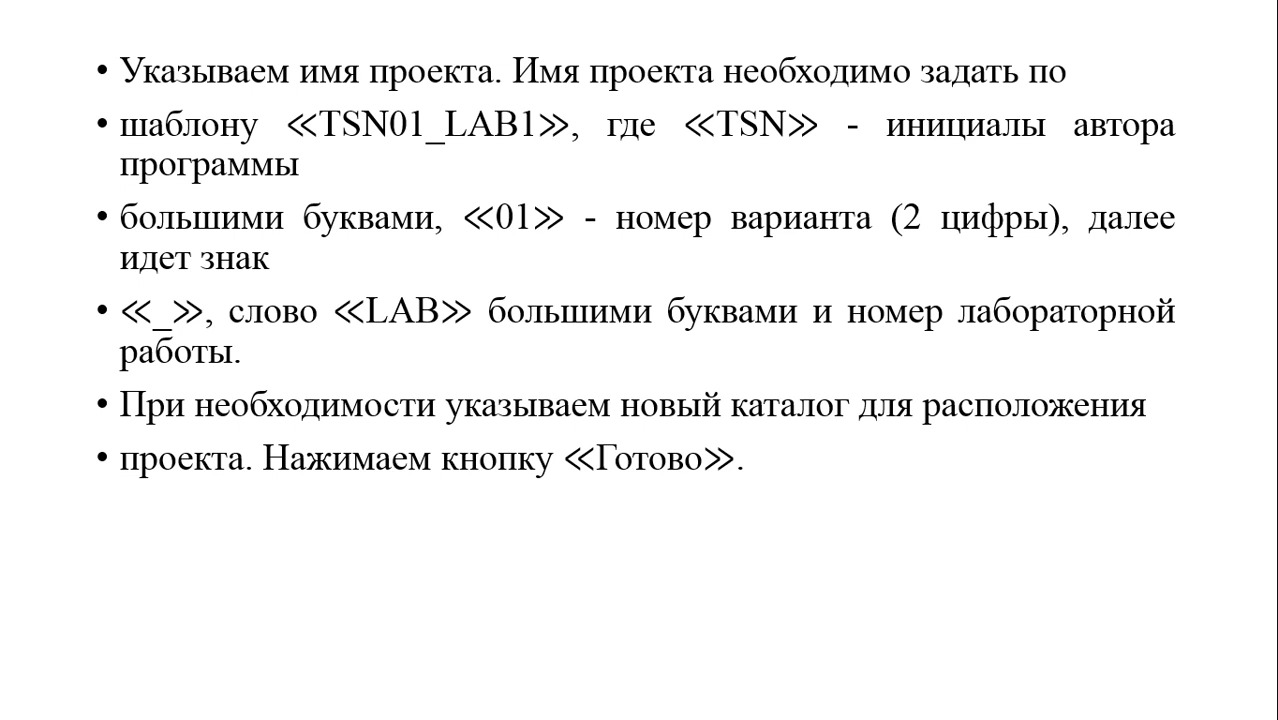 • Указываем имя проекта. Имя проекта необходимо задать по
• шаблону ≪TSN01_LAB1≫, где ≪TSN≫ - инициалы автора
программы
• большими буквами, ≪01≫ - номер варианта (2 цифры), далее
идет знак
• ≪_≫, слово ≪LAB≫ большими буквами и номер лабораторной
работы.
• При необходимости указываем новый каталог для расположения
• проекта. Нажимаем кнопку ≪Готово≫.